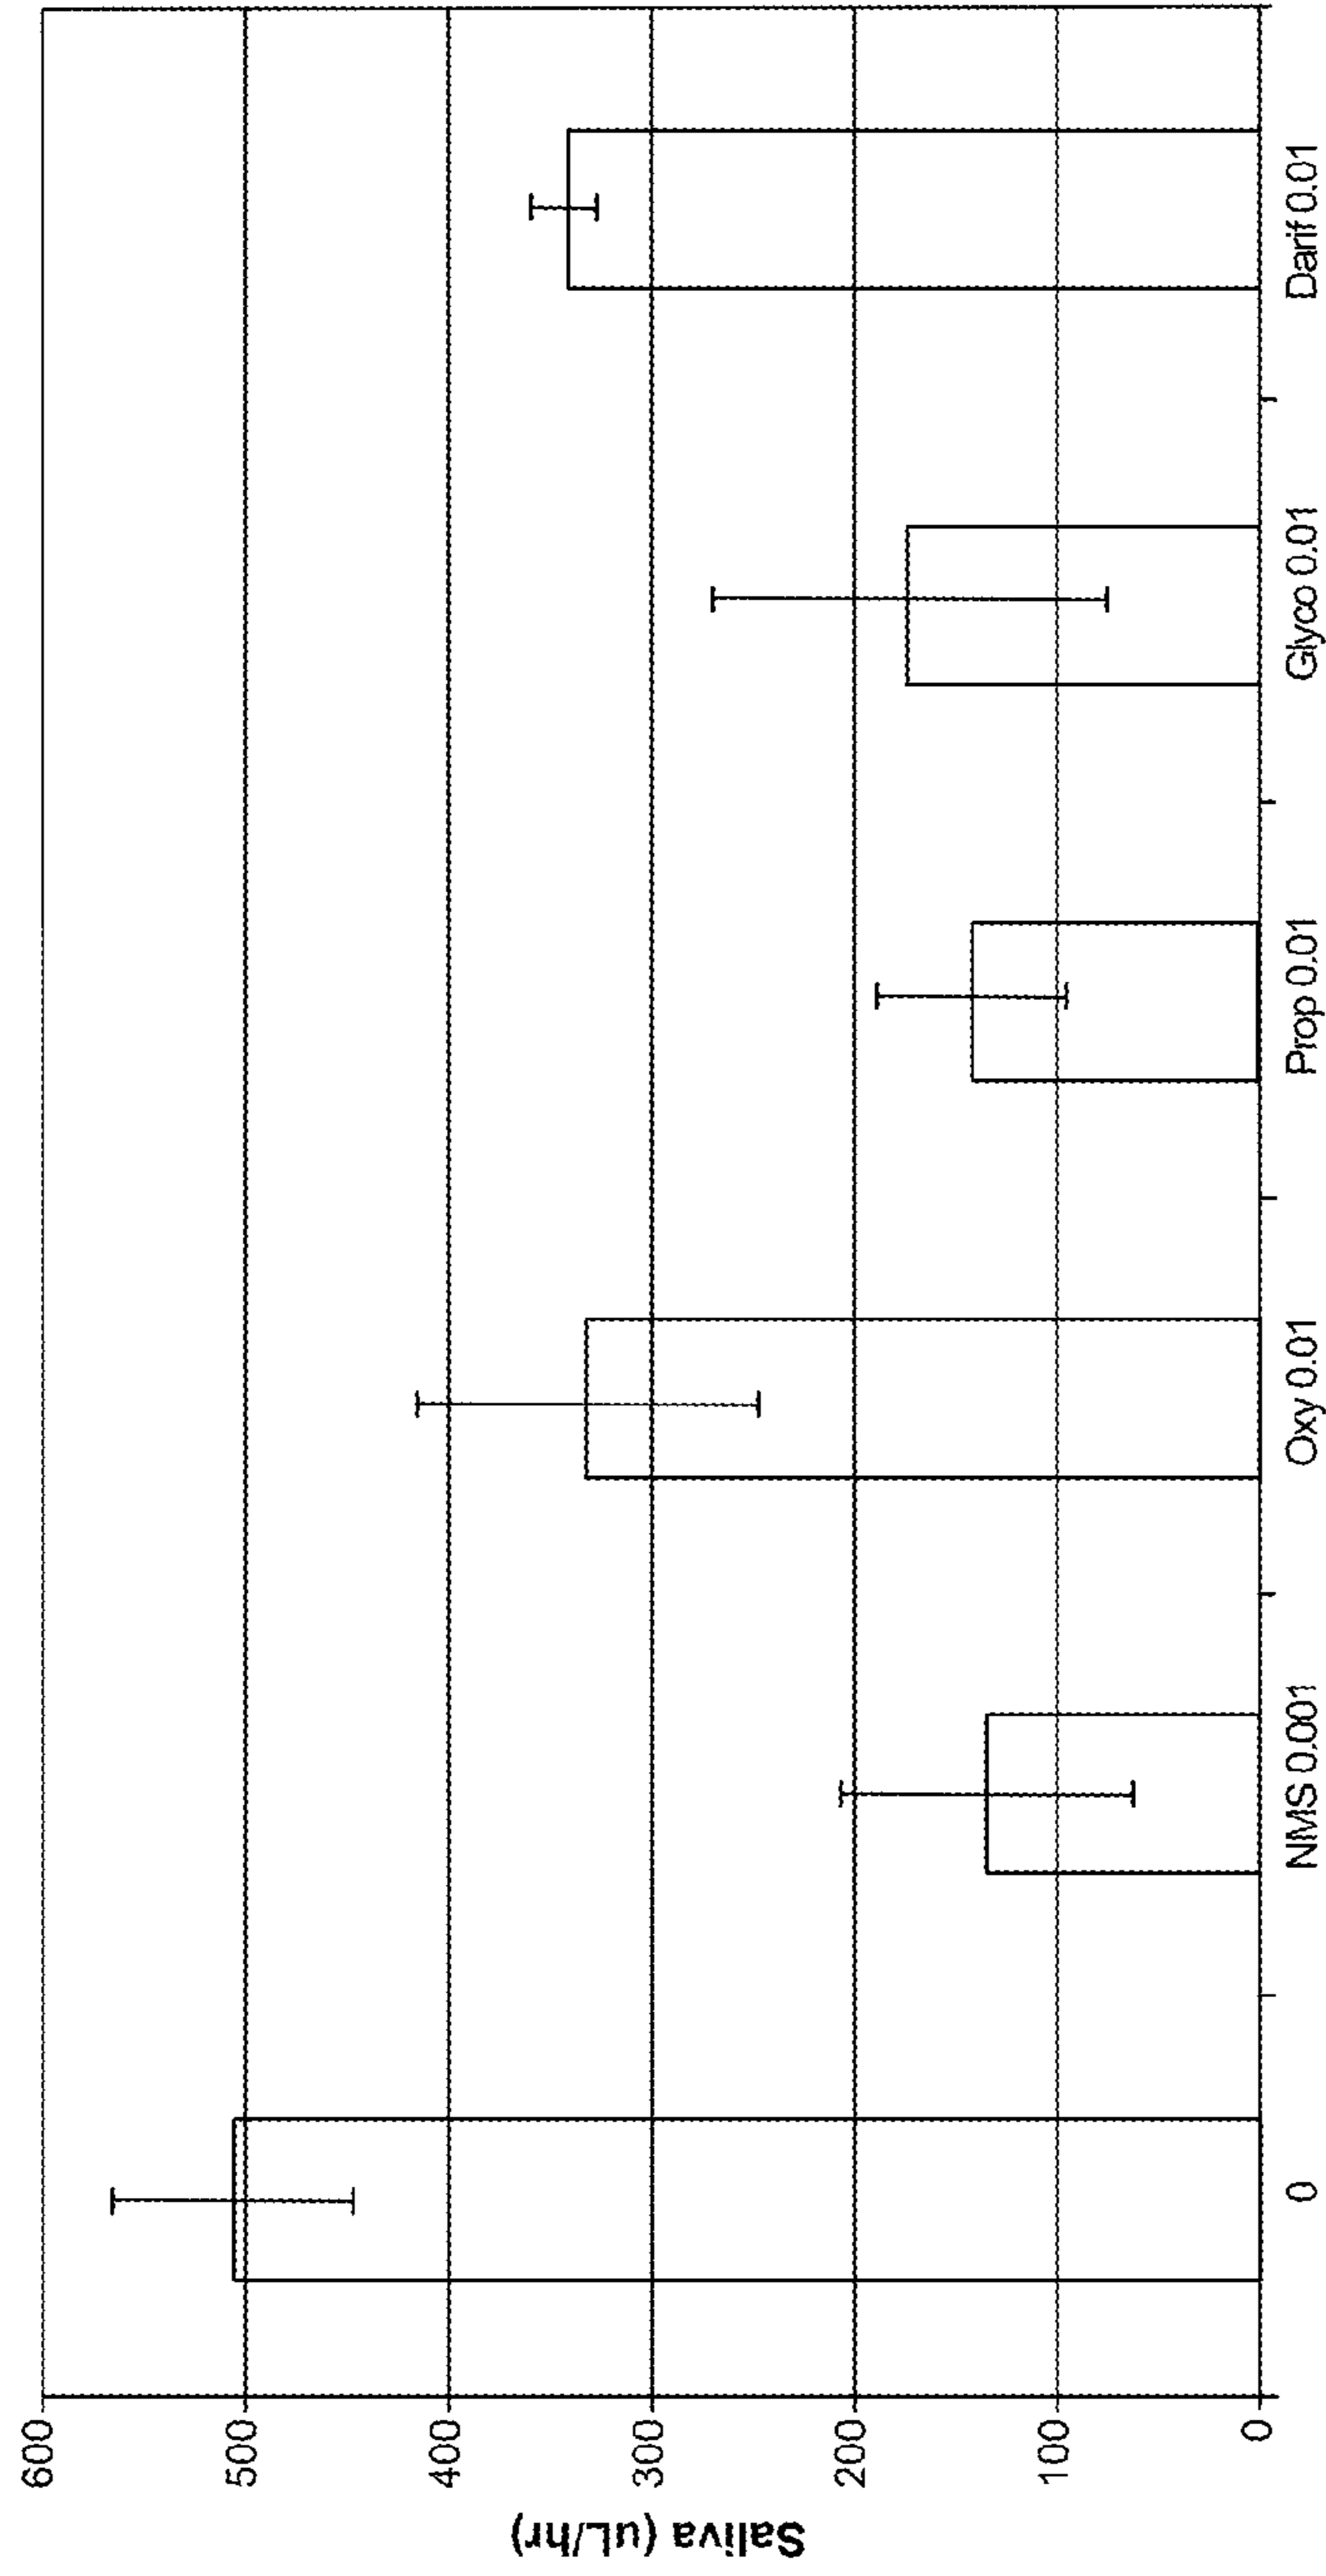 Saliva (uL/hr)
600
500
400
300
200
100
0
0
NMS 0.001
Oxy 0.01
Prop 0.01
Glyco 0.01
Darif 0.01